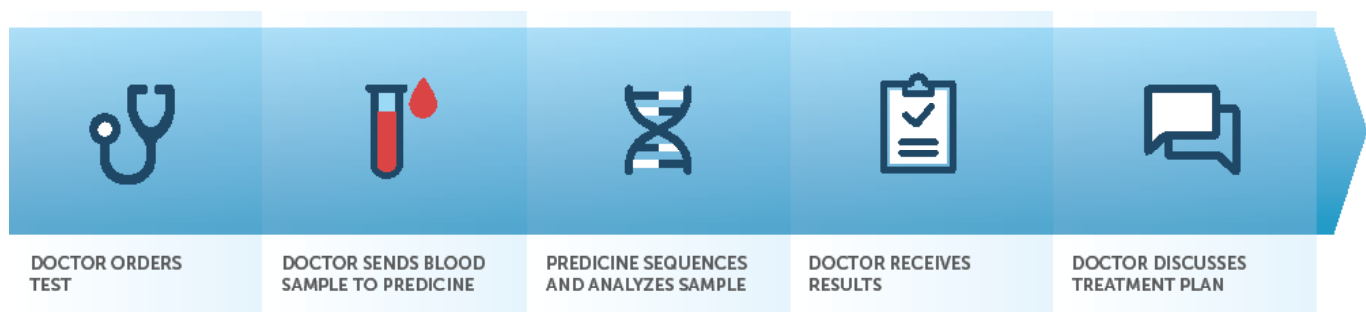 DOCTOR ORDERS
TEST
DOCTOR SENDS BLOOD
SAMPLE TO PREDICINE
PREDICINE SEQUENCES
AND ANALYZES SAMPLE
DOCTOR RECEIVES
RESULTS
DOCTOR DISCUSSES
TREATMENT PLAN